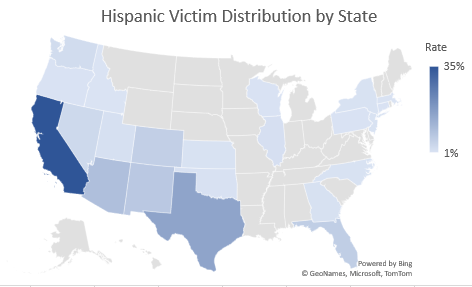 Hispanic Victim Distribution by State
Rate
35%
1%
Powered by Bing
© GeoNames, Microsoft, TomTom